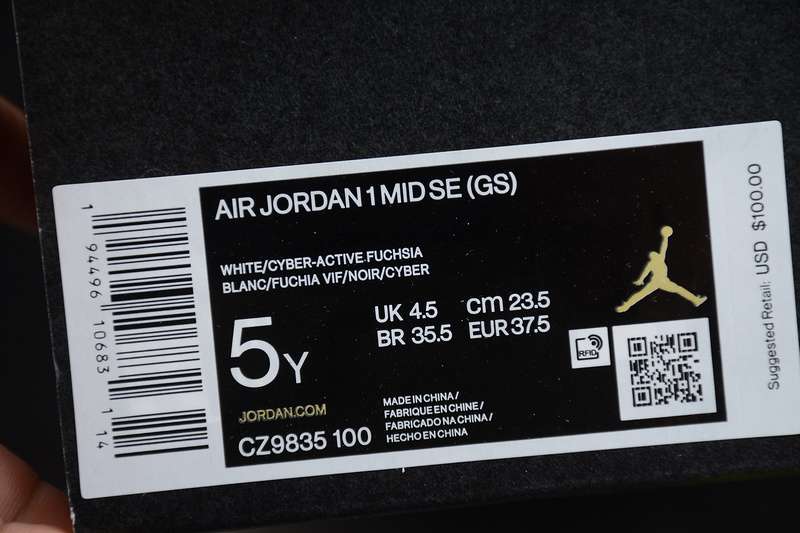 AIR JORDAN 1 MID SE (GS)
WHITE/CYBER-ACTIVE FUCHSIA
BLANC/FUCHIA VIF/NOIR/CYBER
5Y
UK 4.5 CM 23.5
BR 35.5 EUR 37.5
RFID
JORDAN.COM
CZ9835 100
MADE IN CHINA /
FABRIQUE EN CHINE /
FABRICADO NA CHINA /
HECHO EN CHINA
1 94496 10683 1 14
Suggested Retail: USD $100.00